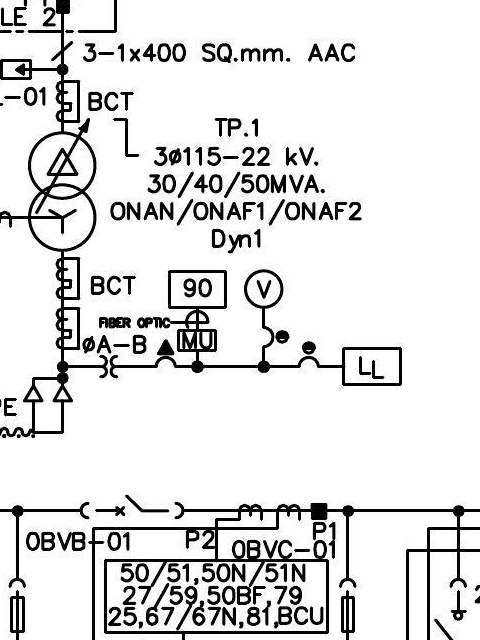 LE 2
3-1x400 SQ.mm. AAC
-01
BCT
TP.1
3ø115-22 kV.
30/40/50MVA.
ONAN/ONAF1/ONAF2
Dyn1
BCT
90
V
FIBER OPTIC
MU
øA-B
LL
PE
0BVB-01
P2
P1
0BVC-01
50/51,50N/51N
27/59,50BF,79
25,67/67N,81,BCU
2